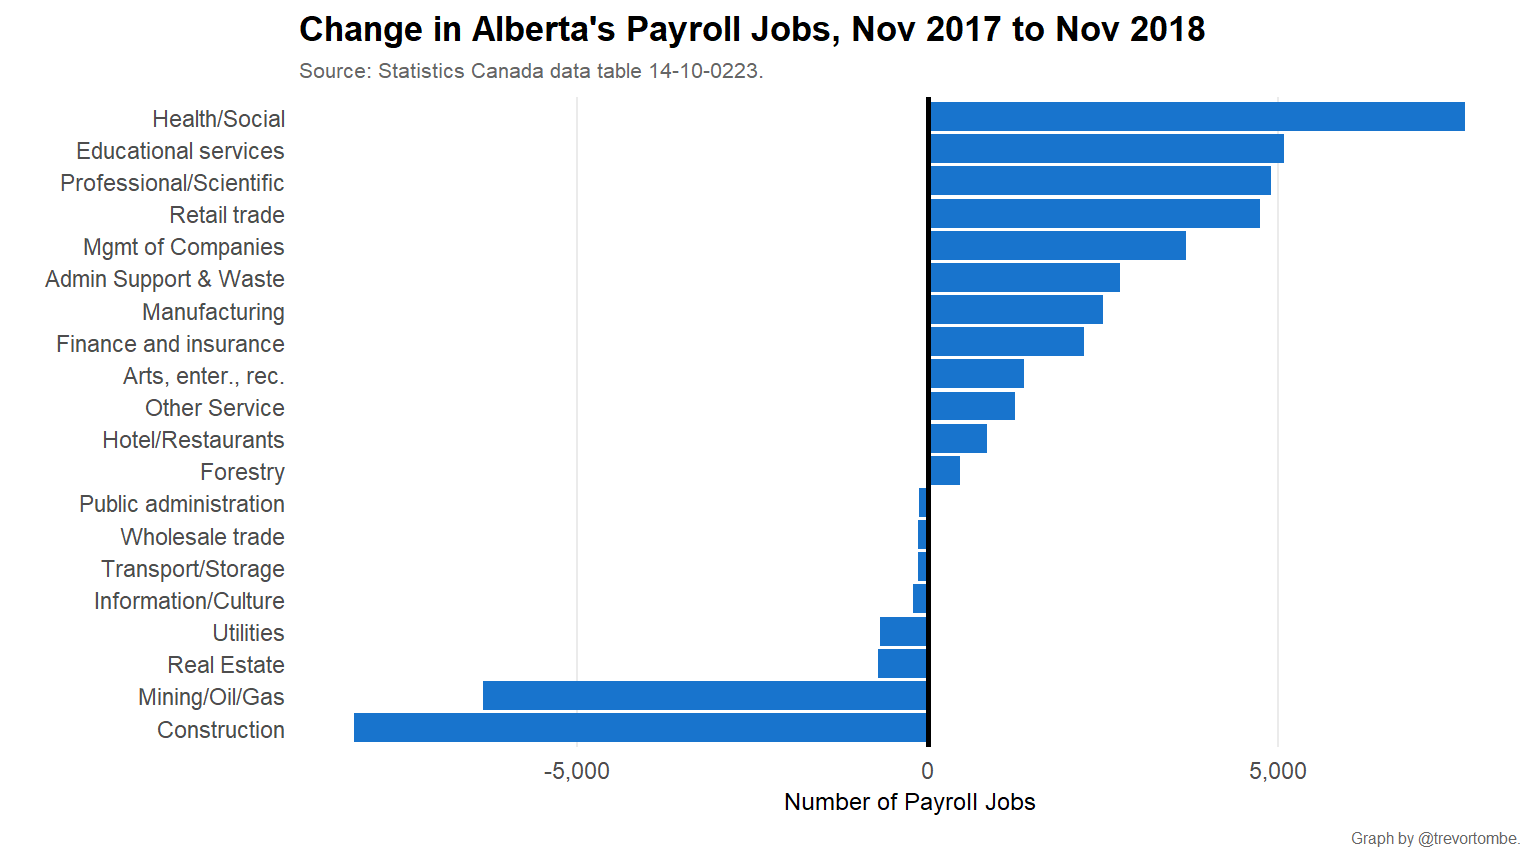 Change in Alberta's Payroll Jobs, Nov 2017 to Nov 2018
Source: Statistics Canada data table 14-10-0223.
Health/Social
Educational services
Professional/Scientific
Retail trade
Mgmt of Companies
Admin Support & Waste
Manufacturing
Finance and insurance
Arts, enter., rec.
Other Service
Hotel/Restaurants
Forestry
Public administration
Wholesale trade
Transport/Storage
Information/Culture
Utilities
Real Estate
Mining/Oil/Gas
Construction
-5,000 0 5,000
Number of Payroll Jobs
Graph by @trevortombe.